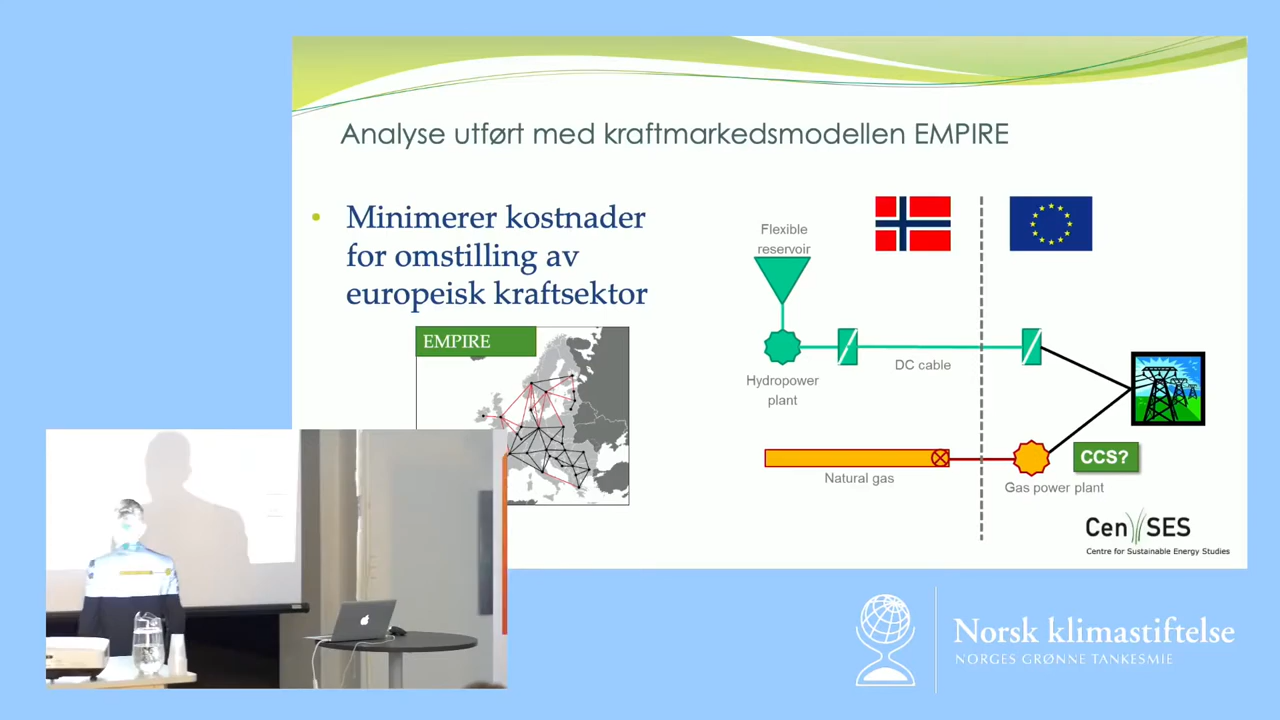 Analyse utført med kraftmarkedsmodellen EMPIRE
• Minimerer kostnader
for omstilling av
europeisk kraftsektor
EMPIRE
Flexible
reservoir
Hydropower
plant
DC cable
Natural gas
CCS?
Gas power plant
CenSES
Centre for Sustainable Energy Studies
Norsk klimastiftelse
NORGES GRØNNE TANKESMIE